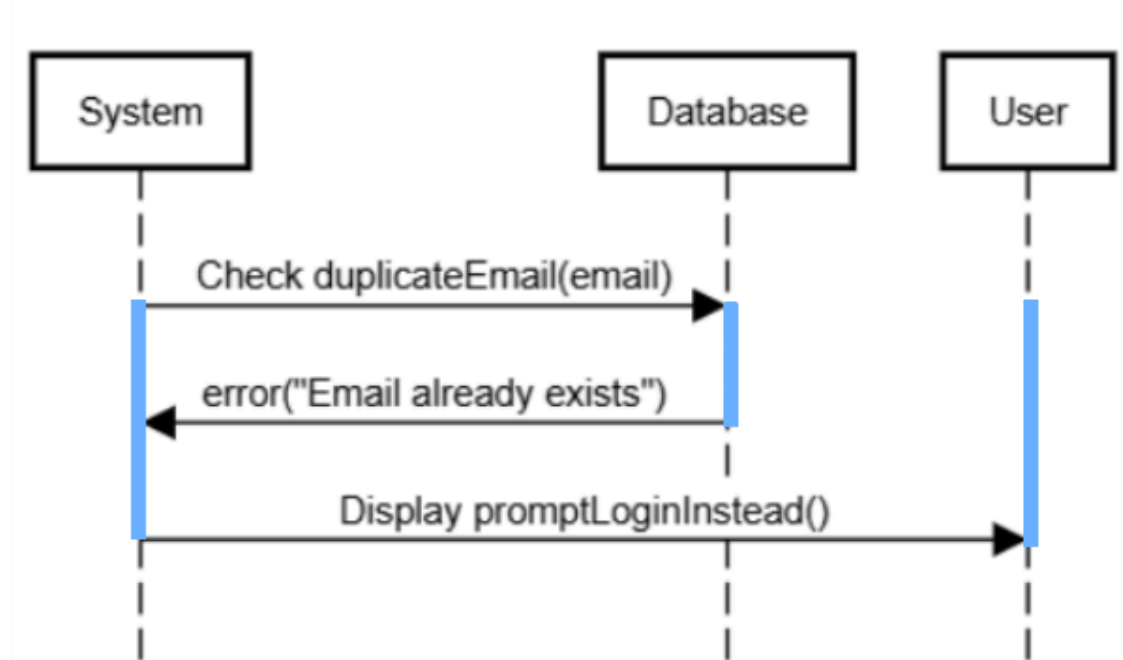 System
Database
User
Check duplicateEmail(email)
error("Email already exists")
Display promptLoginInstead()